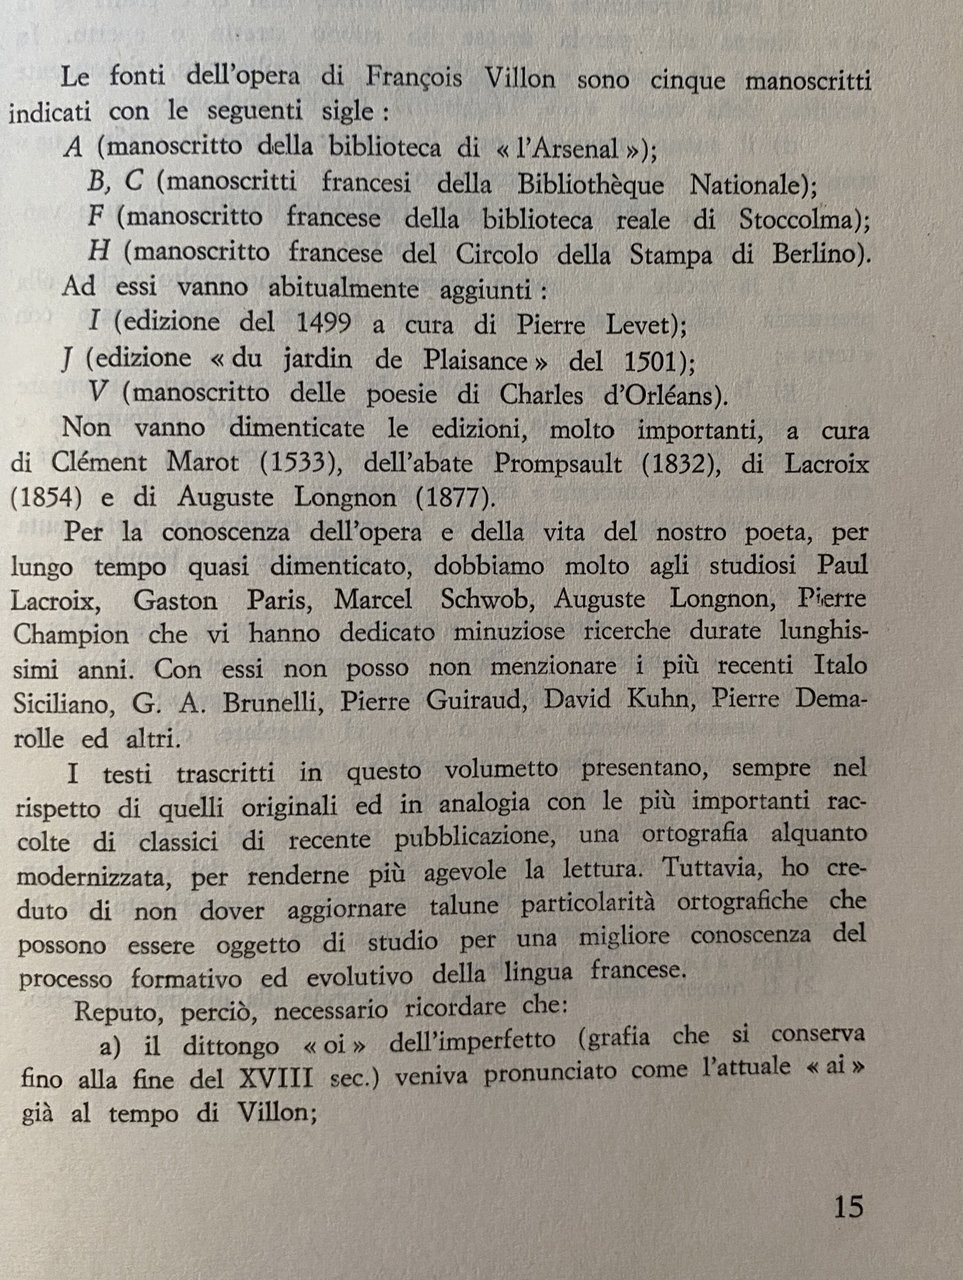 Le fonti dell'opera di François Villon sono cinque manoscritti
indicati con le seguenti sigle :
A (manoscritto della biblioteca di « l'Arsenal »);
B, C (manoscritti francesi della Bibliothèque Nationale);
F (manoscritto francese della biblioteca reale di Stoccolma);
H (manoscritto francese del Circolo della Stampa di Berlino).
Ad essi vanno abitualmente aggiunti :
I (edizione del 1499 a cura di Pierre Levet);
J (edizione « du jardin de Plaisance » del 1501);
V (manoscritto delle poesie di Charles d'Orléans).
Non vanno dimenticate le edizioni, molto importanti, a cura
di Clément Marot (1533), dell'abate Prompsault (1832), di Lacroix
(1854) e di Auguste Longnon (1877).
Per la conoscenza dell'opera e della vita del nostro poeta, per
lungo tempo quasi dimenticato, dobbiamo molto agli studiosi Paul
Lacroix, Gaston Paris, Marcel Schwob, Auguste Longnon, Pierre
Champion che vi hanno dedicato minuziose ricerche durate lunghis-
simi anni. Con essi non posso non menzionare i più recenti Italo
Siciliano, G. A. Brunelli, Pierre Guiraud, David Kuhn, Pierre Dema-
rolle ed altri.
I testi trascritti in questo volumetto presentano, sempre nel
rispetto di quelli originali ed in analogia con le più importanti rac-
colte di classici di recente pubblicazione, una ortografia alquanto
modernizzata, per renderne più agevole la lettura. Tuttavia, ho cre-
duto di non dover aggiornare talune particolarità ortografiche che
possono essere oggetto di studio per una migliore conoscenza del
processo formativo ed evolutivo della lingua francese.
Reputo, perciò, necessario ricordare che:
a) il dittongo « oi » dell'imperfetto (grafia che si conserva
fino alla fine del XVIII sec.) veniva pronunciato come l'attuale « ai »
già al tempo di Villon;
15